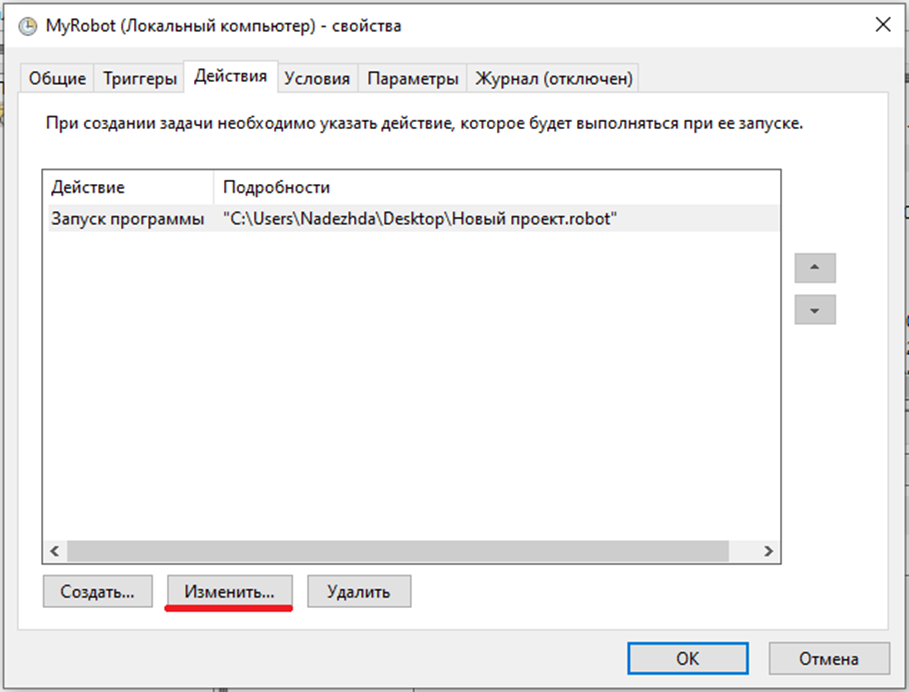 MyRobot (Локальный компьютер) - свойства
Общие Триггеры Действия Условия Параметры Журнал (отключен)
При создании задачи необходимо указать действие, которое будет выполняться при ее запуске.
Действие Подробности
Запуск программы "C:\Users\Nadezhda\Desktop\Новый проект.robot"
Создать... Изменить... Удалить
OK Отмена